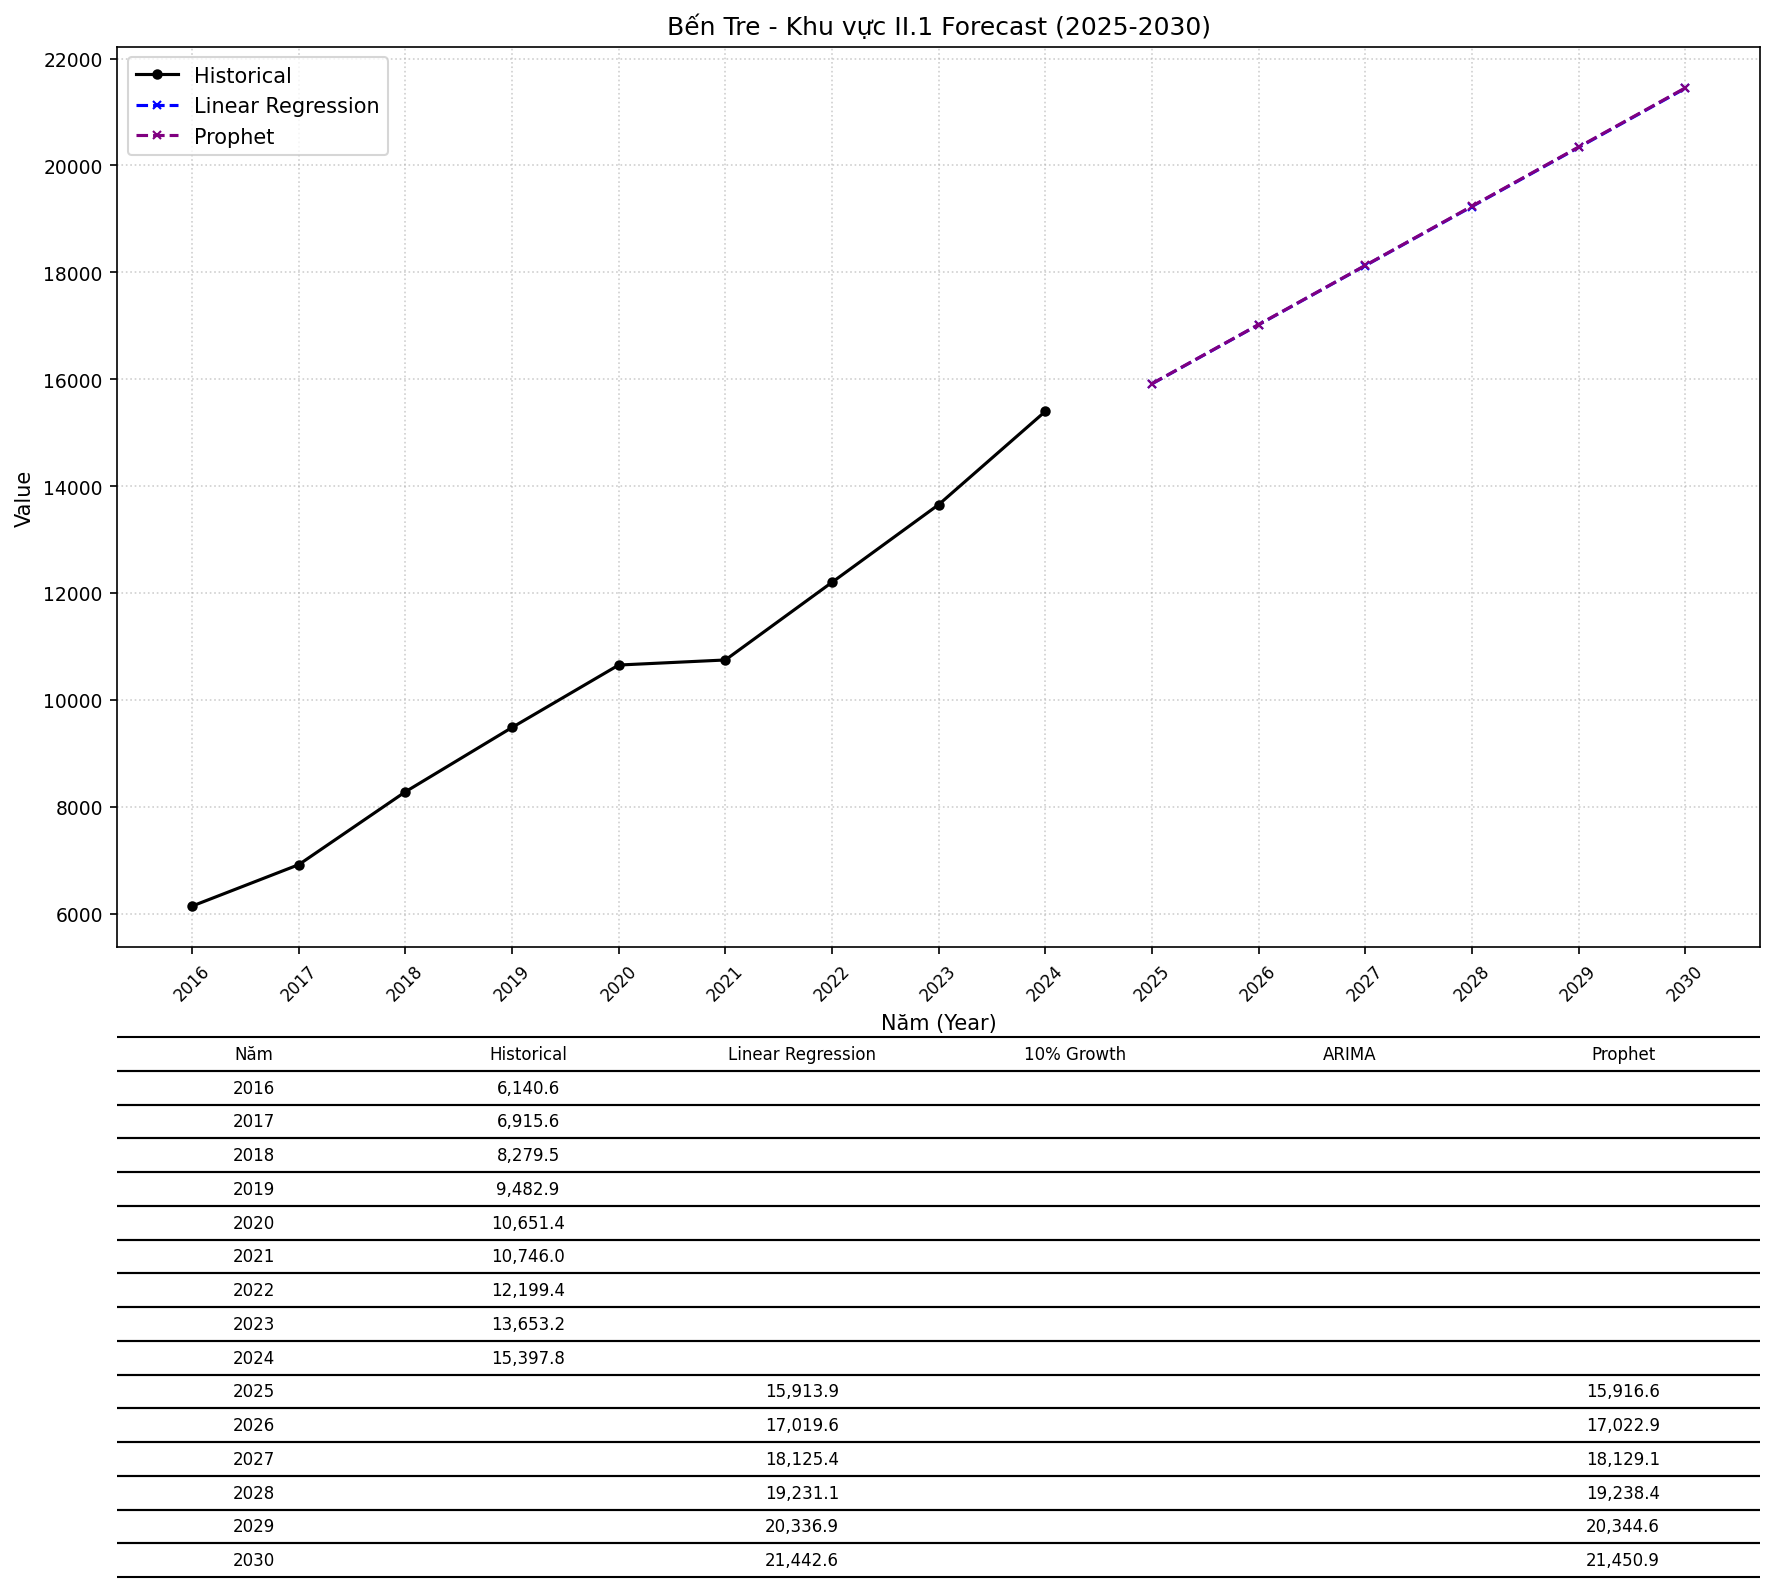 Bến Tre - Khu vực II.1 Forecast (2025-2030)
Historical
Linear Regression
Prophet
Value
22000
20000
18000
16000
14000
12000
10000
8000
6000
2016 2017 2018 2019 2020 2021 2022 2023 2024 2025 2026 2027 2028 2029 2030
Năm (Year)
Năm Historical Linear Regression 10% Growth ARIMA Prophet
2016 6,140.6
2017 6,915.6
2018 8,279.5
2019 9,482.9
2020 10,651.4
2021 10,746.0
2022 12,199.4
2023 13,653.2
2024 15,397.8
2025 15,913.9 15,916.6
2026 17,019.6 17,022.9
2027 18,125.4 18,129.1
2028 19,231.1 19,238.4
2029 20,336.9 20,344.6
2030 21,442.6 21,450.9